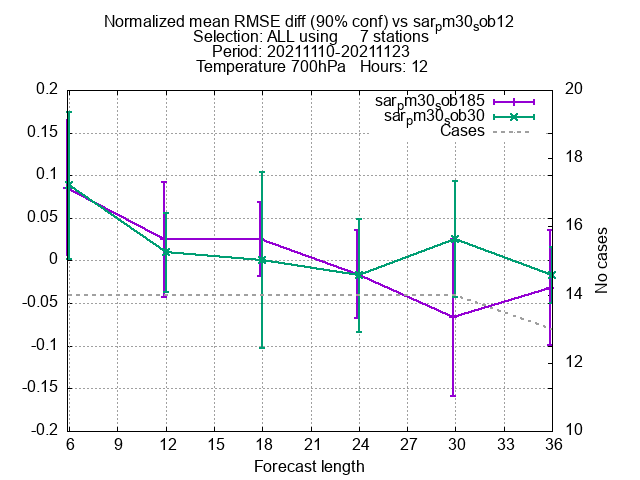 Normalized mean RMSE diff (90% conf) vs sarpm30sob12
Selection: ALL using 7 stations
Period: 20211110-20211123
Temperature 700hPa Hours: 12
sarpm30sob185
sarpm30sob30
Cases
0.2
0.15
0.1
0.05
0
-0.05
-0.1
-0.15
-0.2
20
18
16
14
12
10
No cases
6 9 12 15 18 21 24 27 30 33 36
Forecast length